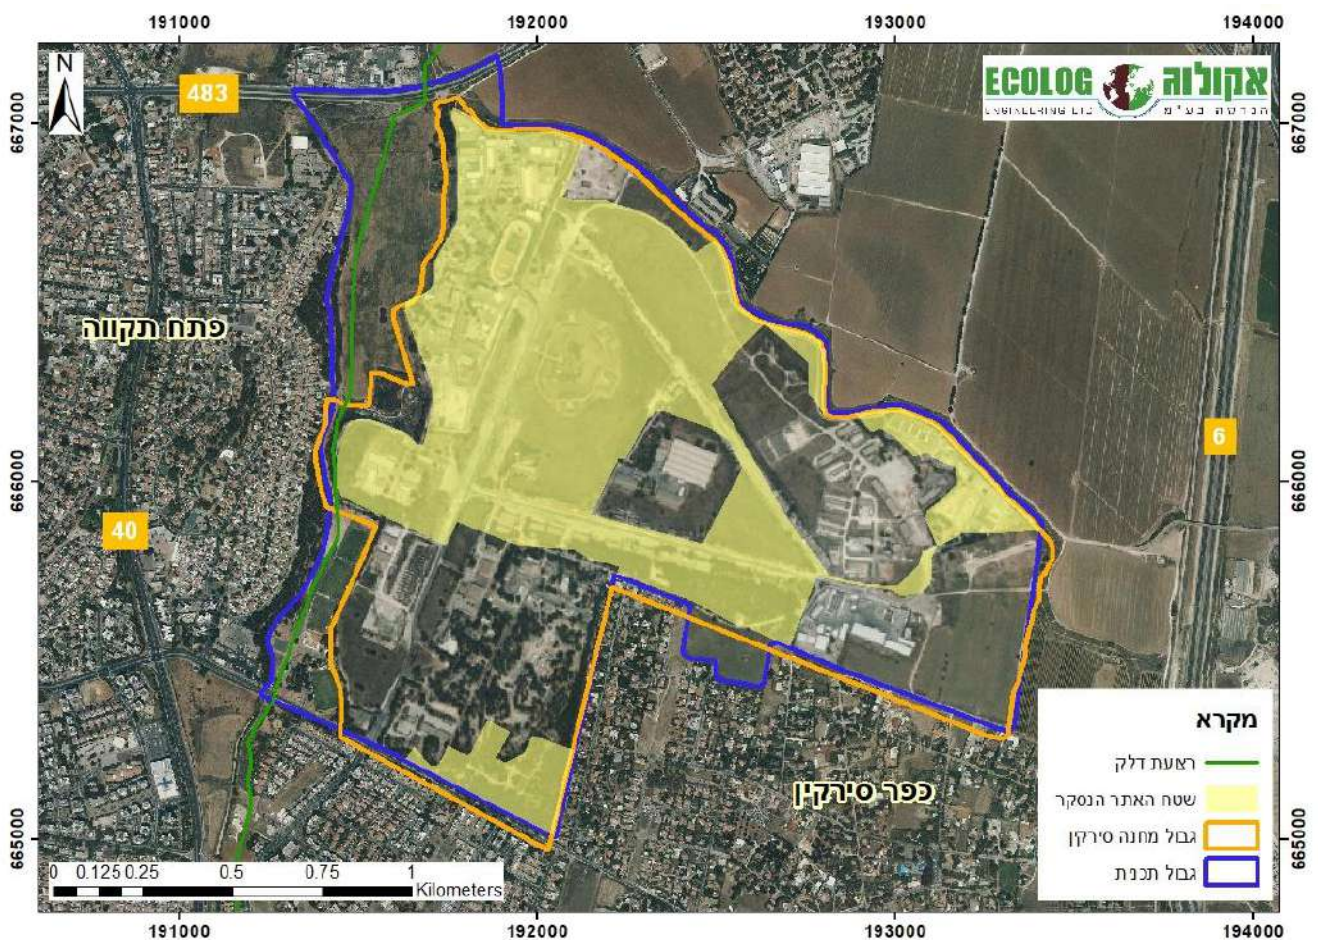 191000 192000 193000 194000
N
483
ECOLOG אקולוג
ENGINEERING LTD הנדסה בע"מ
667000 667000
פתח תקווה
6
666000 666000
40
מקרא
רצועת דלק
שטח האתר הנסקר
גבול מחנה סירקין
גבול תכנית
כפר סירקין
665000 665000
0 0.125 0.25 0.5 0.75 1
Kilometers
191000 192000 193000 194000